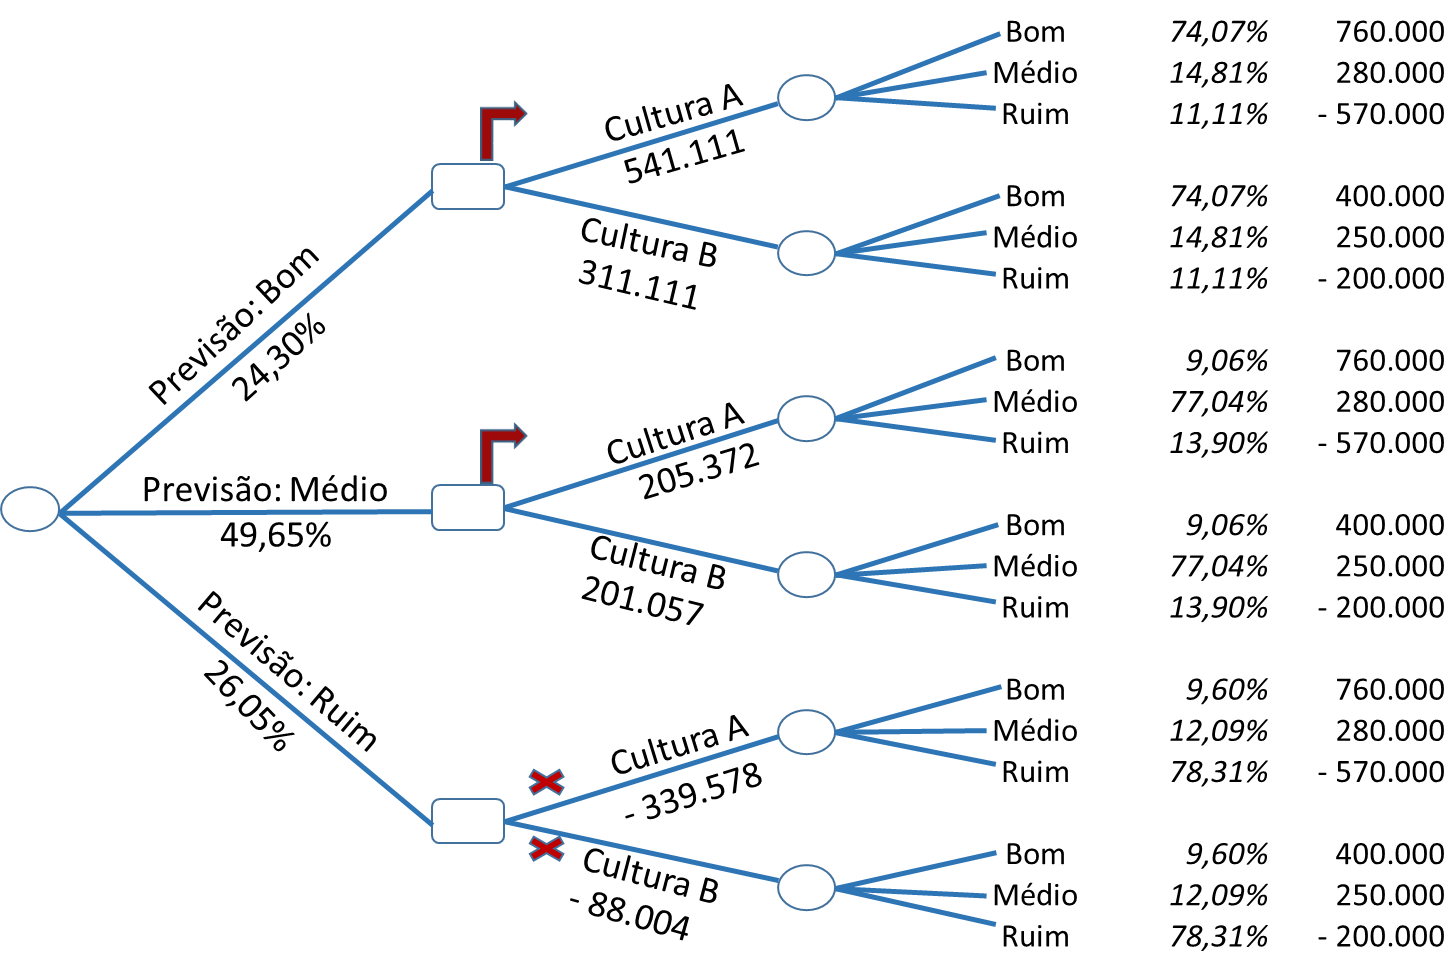 Bom 74,07% 760.000
Médio 14,81% 280.000
Ruim 11,11% - 570.000
Cultura A
541.111
Bom 74,07% 400.000
Médio 14,81% 250.000
Ruim 11,11% - 200.000
Cultura B
311.111
Previsão: Bom
24,30%
Bom 9,06% 760.000
Médio 77,04% 280.000
Ruim 13,90% - 570.000
Cultura A
205.372
Previsão: Médio
49,65%
Bom 9,06% 400.000
Médio 77,04% 250.000
Ruim 13,90% - 200.000
Cultura B
201.057
Previsão: Ruim
26,05%
Bom 9,60% 760.000
Médio 12,09% 280.000
Ruim 78,31% - 570.000
Cultura A
- 339.578
Bom 9,60% 400.000
Médio 12,09% 250.000
Ruim 78,31% - 200.000
Cultura B
- 88.004